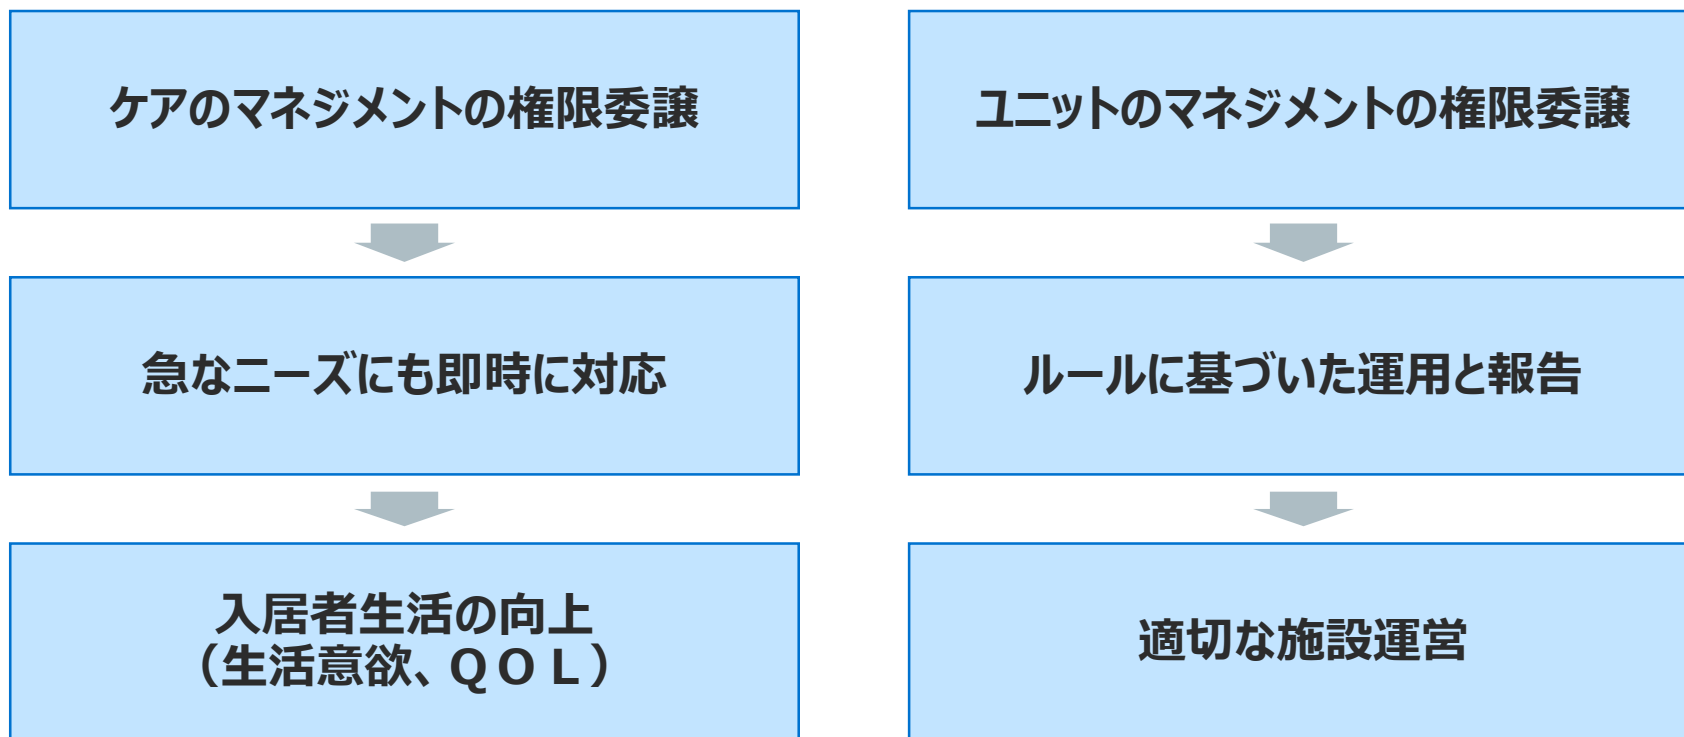 ケアのマネジメントの権限委譲
急なニーズにも即時に対応
入居者生活の向上
（生活意欲、ＱＯＬ）
ユニットのマネジメントの権限委譲
ルールに基づいた運用と報告
適切な施設運営